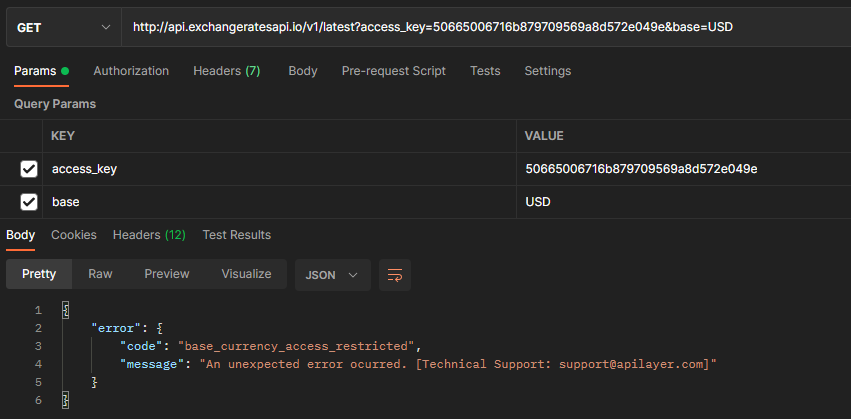 GET http://api.exchangeratesapi.io/v1/latest?access_key=50665006716b879709569a8d572e049e&base=USD
Params Authorization Headers (7) Body Pre-request Script Tests Settings
Query Params
KEY VALUE
access_key 50665006716b879709569a8d572e049e
base USD
Body Cookies Headers (12) Test Results
Pretty Raw Preview Visualize JSON
1 {
2 "error": {
3 "code": "base_currency_access_restricted",
4 "message": "An unexpected error ocurred. [Technical Support: support@apilayer.com]"
5 }
6 }